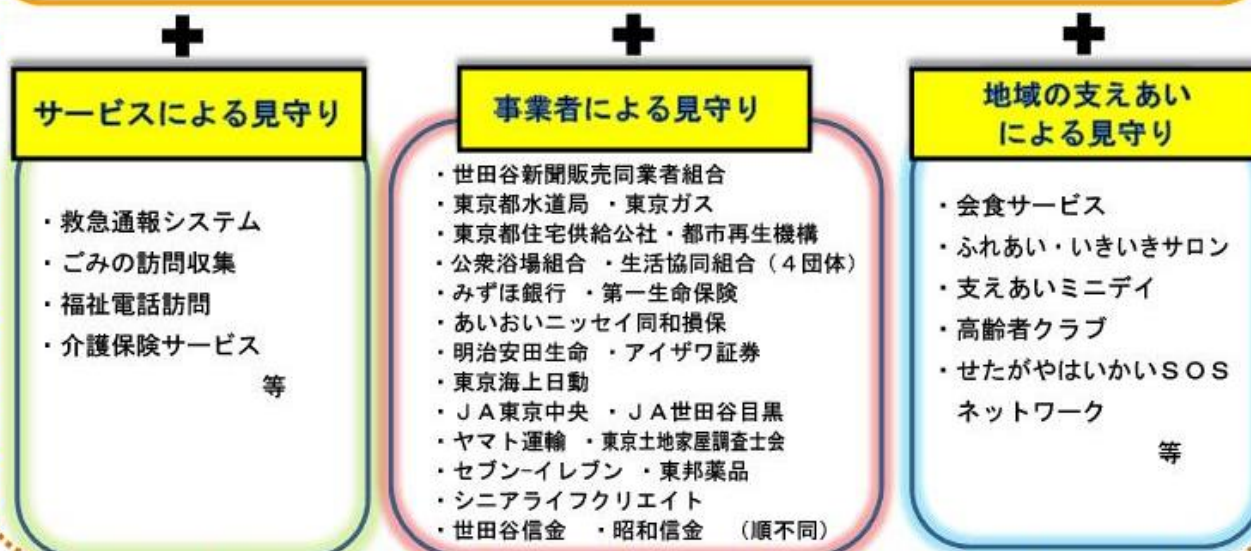 サービスによる見守り
・救急通報システム
・ごみの訪問収集
・福祉電話訪問
・介護保険サービス
等
事業者による見守り
・世田谷新聞販売同業者組合
・東京都水道局 ・東京ガス
・東京都住宅供給公社・都市再生機構
・公衆浴場組合 ・生活協同組合（４団体）
・みずほ銀行 ・第一生命保険
・あいおいニッセイ同和損保
・明治安田生命 ・アイザワ証券
・東京海上日動
・ＪＡ東京中央 ・ＪＡ世田谷目黒
・ヤマト運輸 ・東京土地家屋調査士会
・セブン-イレブン ・東邦薬品
・シニアライフクリエイト
・世田谷信金 ・昭和信金 （順不同）
地域の支えあい
による見守り
・会食サービス
・ふれあい・いきいきサロン
・支えあいミニデイ
・高齢者クラブ
・せたがやはいかいＳＯＳ
ネットワーク
等